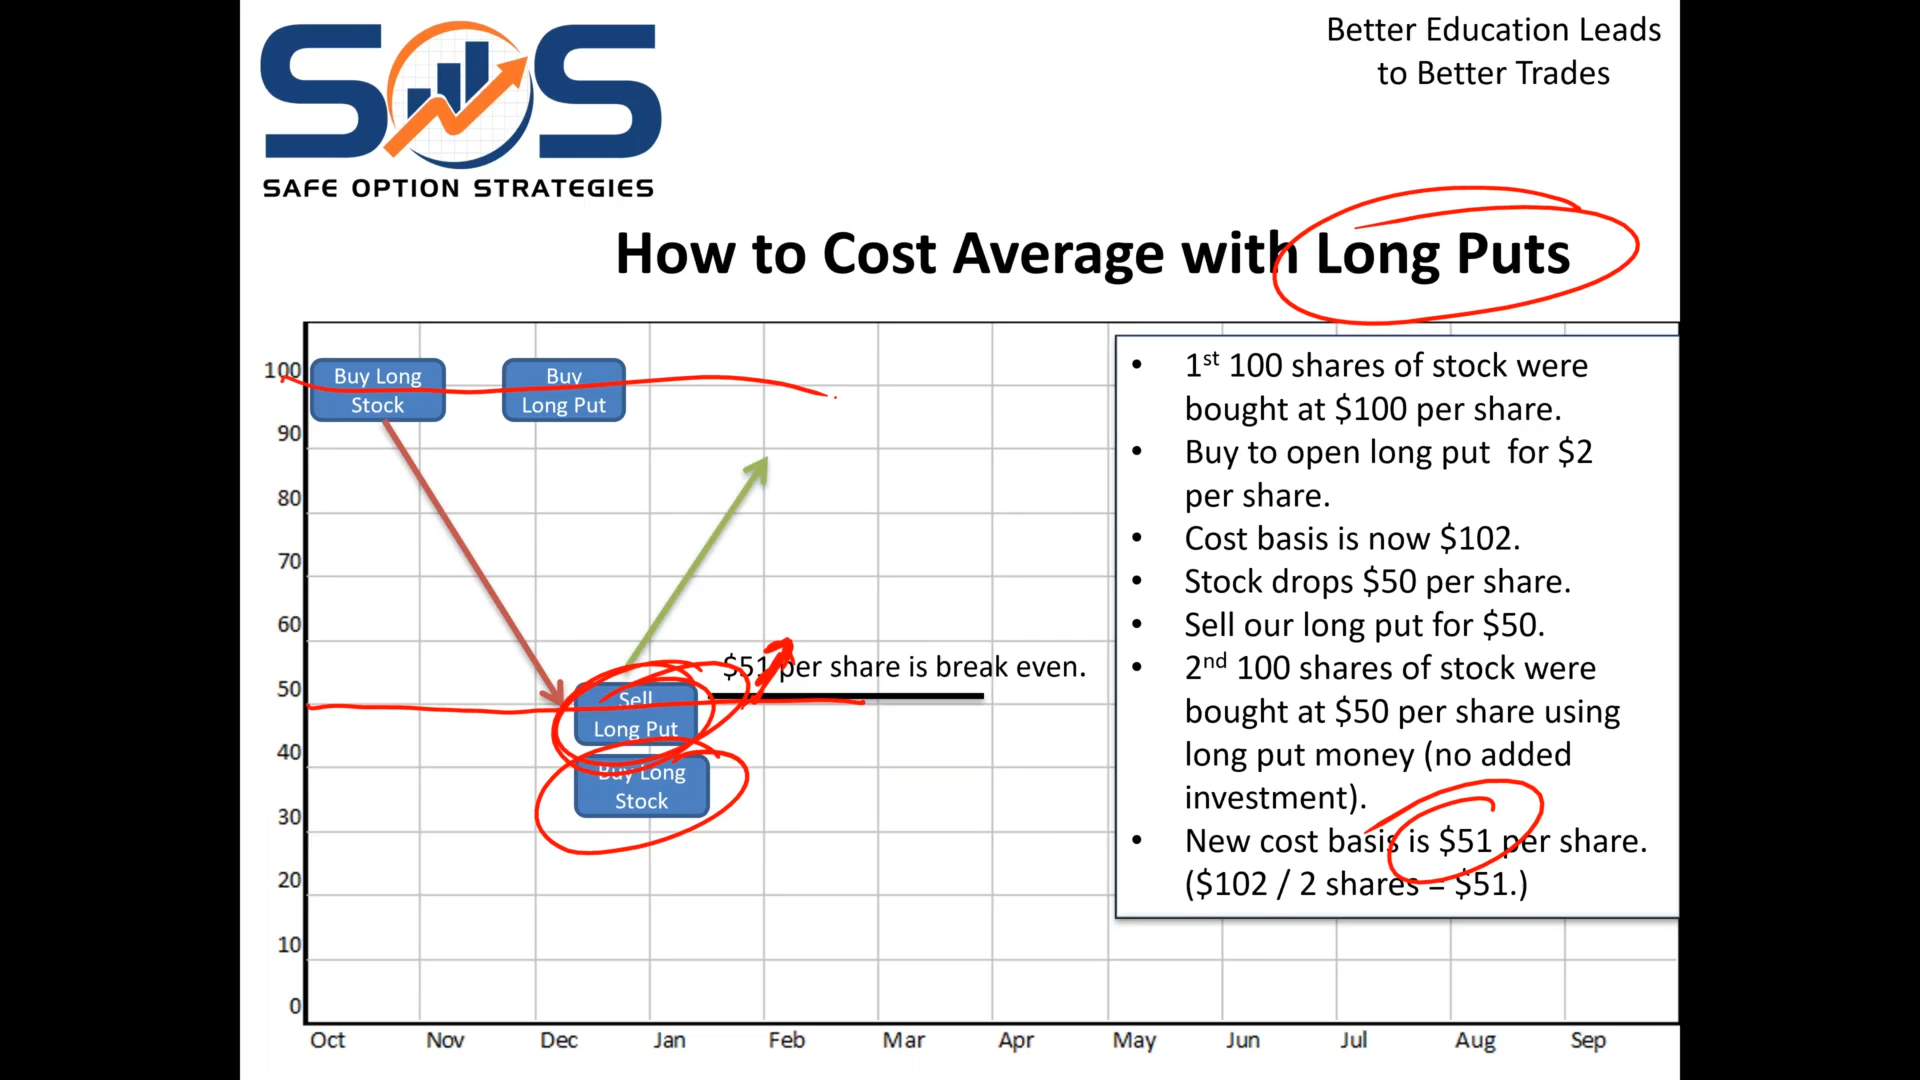 SOS
SAFE OPTION STRATEGIES
Better Education Leads
to Better Trades
How to Cost Average with Long Puts
100
90
80
70
60
50
40
30
20
10
0
Buy Long
Stock
Buy
Long Put
$51 per share is break even.
Sell
Long Put
Buy Long
Stock
• 1st 100 shares of stock were
bought at $100 per share.
• Buy to open long put for $2
per share.
• Cost basis is now $102.
• Stock drops $50 per share.
• Sell our long put for $50.
• 2nd 100 shares of stock were
bought at $50 per share using
long put money (no added
investment).
• New cost basis is $51 per share.
($102 / 2 shares = $51.)
Oct Nov Dec Jan Feb Mar Apr May Jun Jul Aug Sep